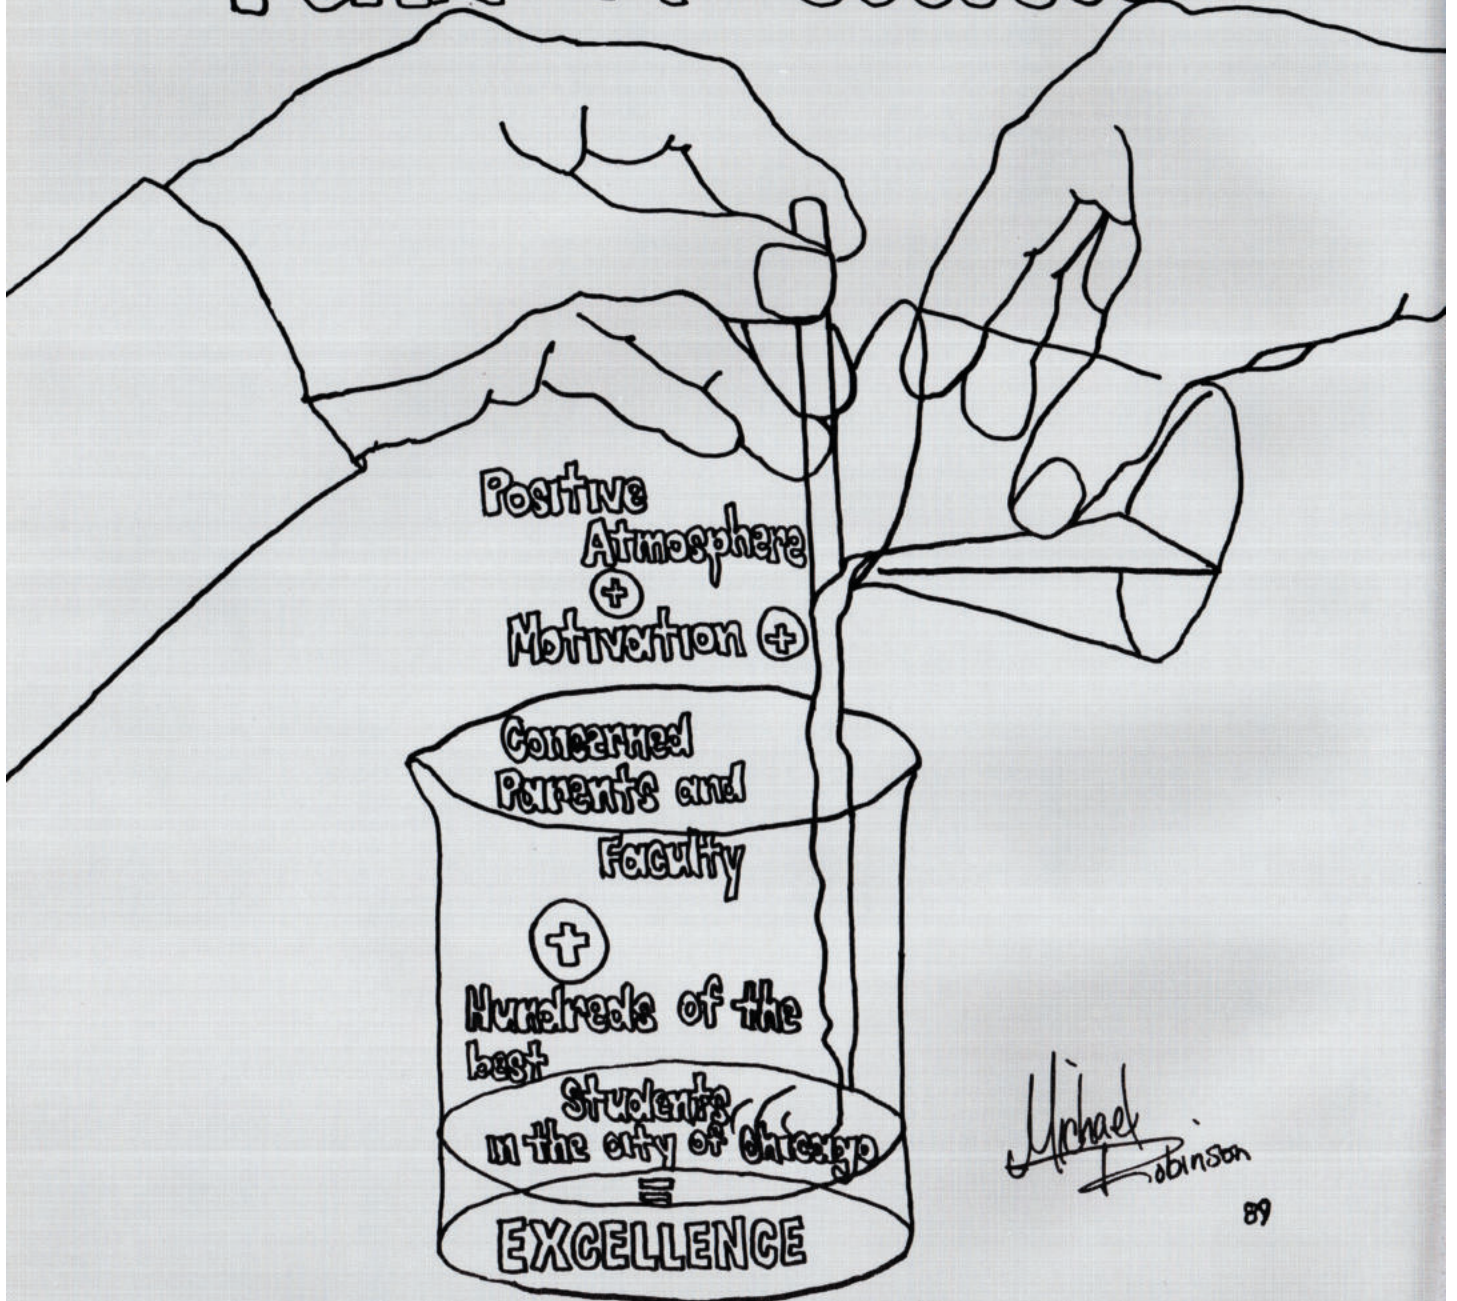 Positive
Atmosphere
+
Motivation +
Concerned
Parents and
Faculty
+
Hundreds of the
best
Students
in the city of Chicago
=
EXCELLENCE
Michael
Robinson
89